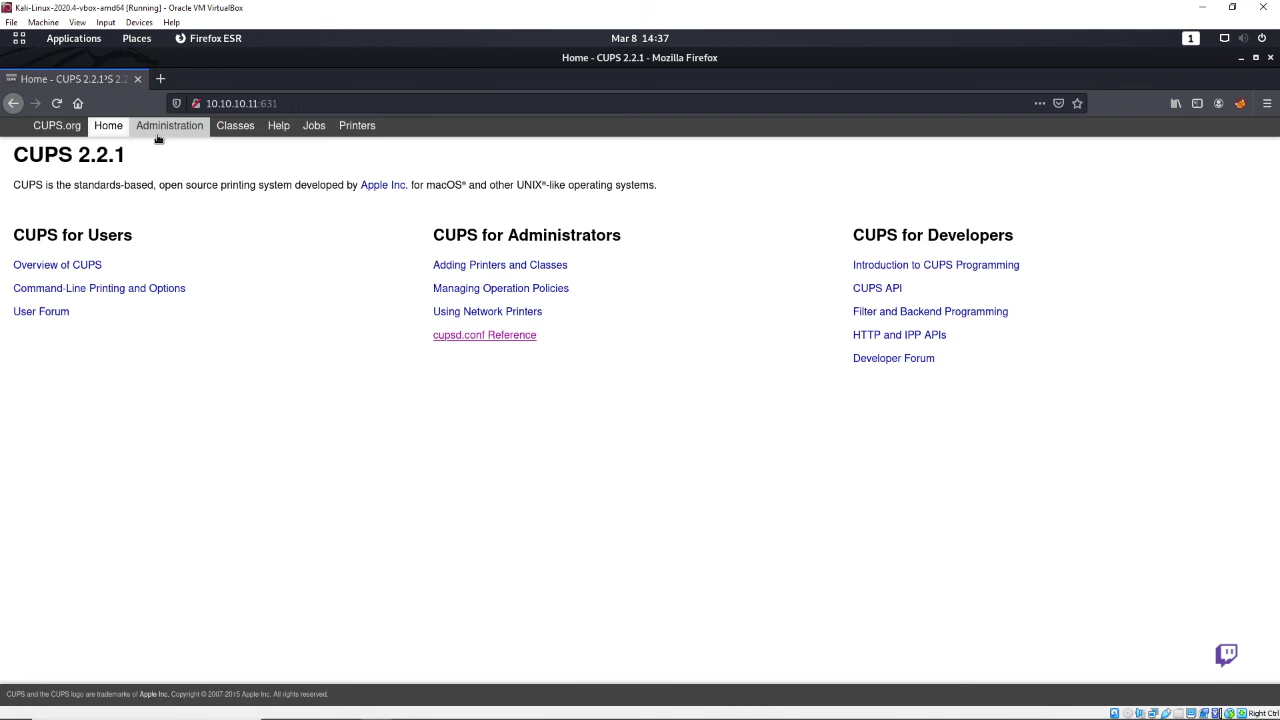 Kali-Linux-2020.4-vbox-amd64 [Running] - Oracle VM VirtualBox
File Machine View Input Devices Help
Applications Places Firefox ESR Mar 8 14:37 1
Home - CUPS 2.2.1 - Mozilla Firefox
Home - CUPS 2.2.1
10.10.10.11:631
CUPS.org Home Administration Classes Help Jobs Printers
CUPS 2.2.1
CUPS is the standards-based, open source printing system developed by Apple Inc. for macOS® and other UNIX®-like operating systems.
CUPS for Users
Overview of CUPS
Command-Line Printing and Options
User Forum
CUPS for Administrators
Adding Printers and Classes
Managing Operation Policies
Using Network Printers
cupsd.conf Reference
CUPS for Developers
Introduction to CUPS Programming
CUPS API
Filter and Backend Programming
HTTP and IPP APIs
Developer Forum
CUPS and the CUPS logo are trademarks of Apple Inc. Copyright © 2007-2015 Apple Inc. All rights reserved.
Right Ctrl